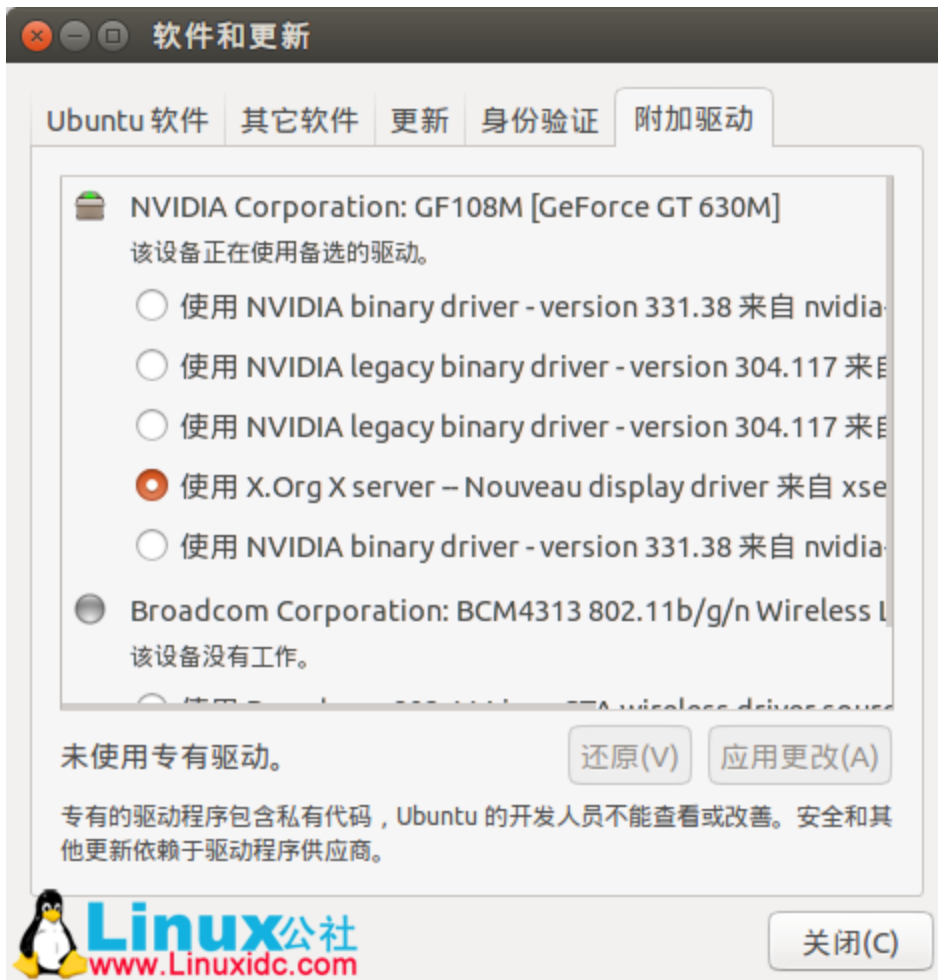 软件和更新
Ubuntu 软件 其它软件 更新 身份验证 附加驱动
NVIDIA Corporation: GF108M [GeForce GT 630M]
该设备正在使用备选的驱动。
使用 NVIDIA binary driver - version 331.38 来自 nvidia-
使用 NVIDIA legacy binary driver - version 304.117 来自
使用 NVIDIA legacy binary driver - version 304.117 来自
使用 X.Org X server -- Nouveau display driver 来自 xse
使用 NVIDIA binary driver - version 331.38 来自 nvidia-
Broadcom Corporation: BCM4313 802.11b/g/n Wireless L
该设备没有工作。
wireless driver source
未使用专有驱动。 还原(V) 应用更改(A)
专有的驱动程序包含私有代码，Ubuntu 的开发人员不能查看或改善。安全和其
他更新依赖于驱动程序供应商。
Linux公社
www.Linuxidc.com
关闭(C)